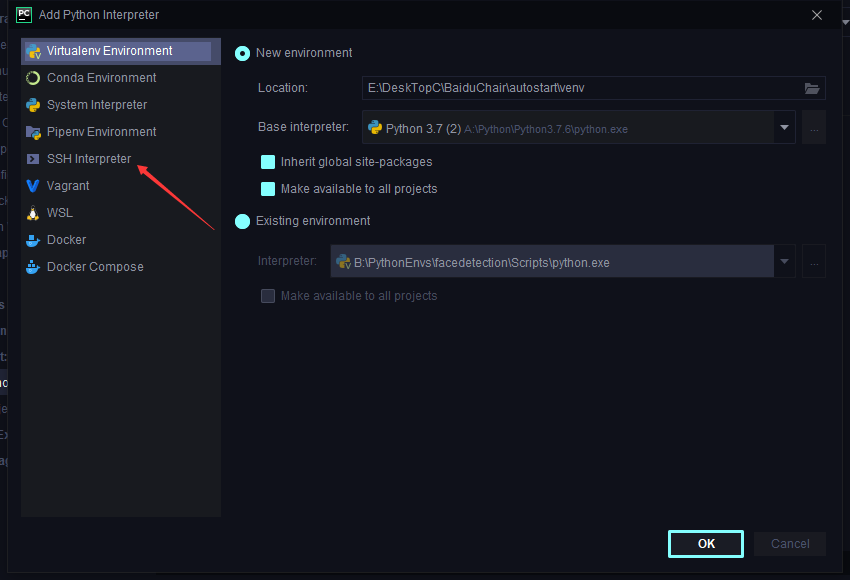 PC Add Python Interpreter
Virtualenv Environment
Conda Environment
System Interpreter
Pipenv Environment
SSH Interpreter
Vagrant
WSL
Docker
Docker Compose
New environment
Location: E:\DeskTopC\BaiduChair\autostart\venv
Base interpreter: Python 3.7 (2) A:\Python\Python3.7.6\python.exe ...
Inherit global site-packages
Make available to all projects
Existing environment
Interpreter: B:\PythonEnvs\facedetection\Scripts\python.exe ...
Make available to all projects
OK Cancel